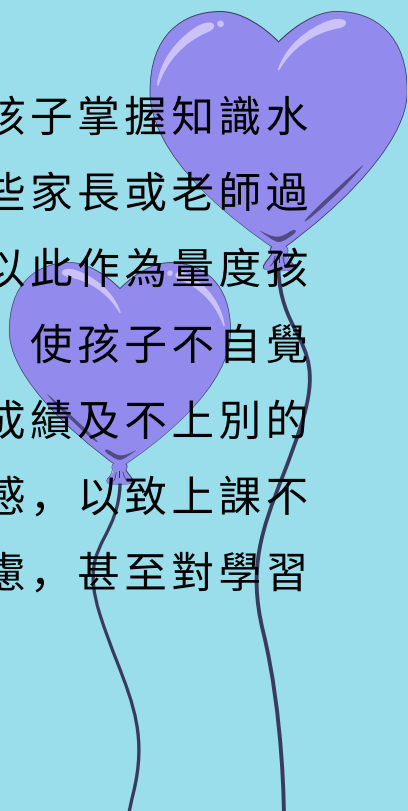 孩子掌握知識水
些家長或老師過
以此作為量度孩
使孩子不自覺
成績及不上別的
感，以致上課不
慮，甚至對學習